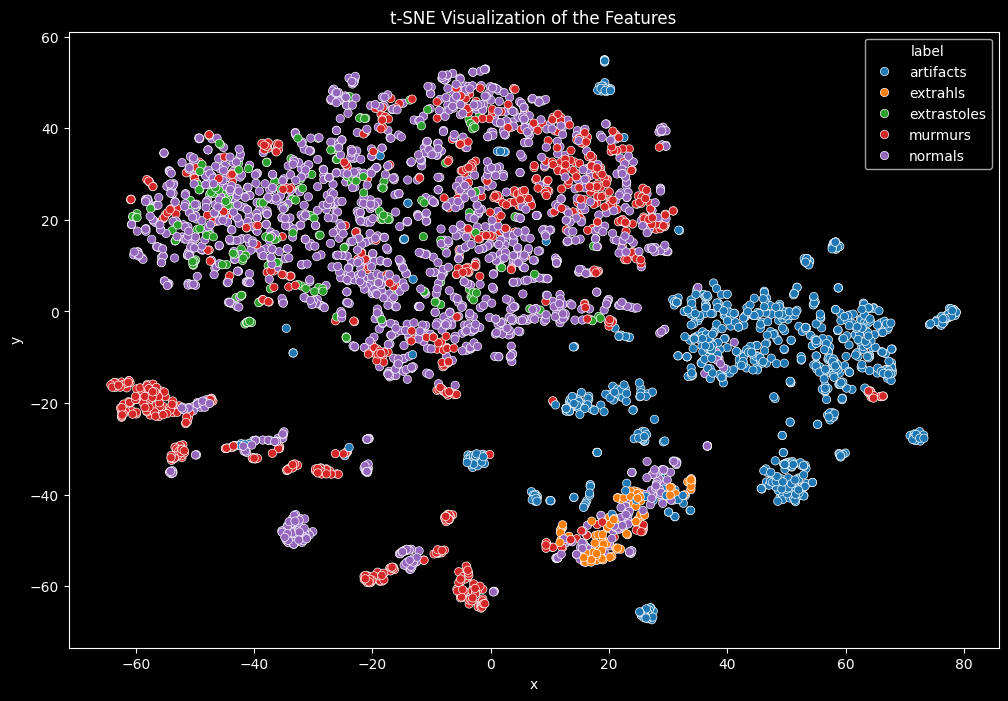 t-SNE Visualization of the Features
label
artifacts
extrahls
extrastoles
murmurs
normals
y
60
40
20
0
−20
−40
−60
−60 −40 −20 0 20 40 60 80
x